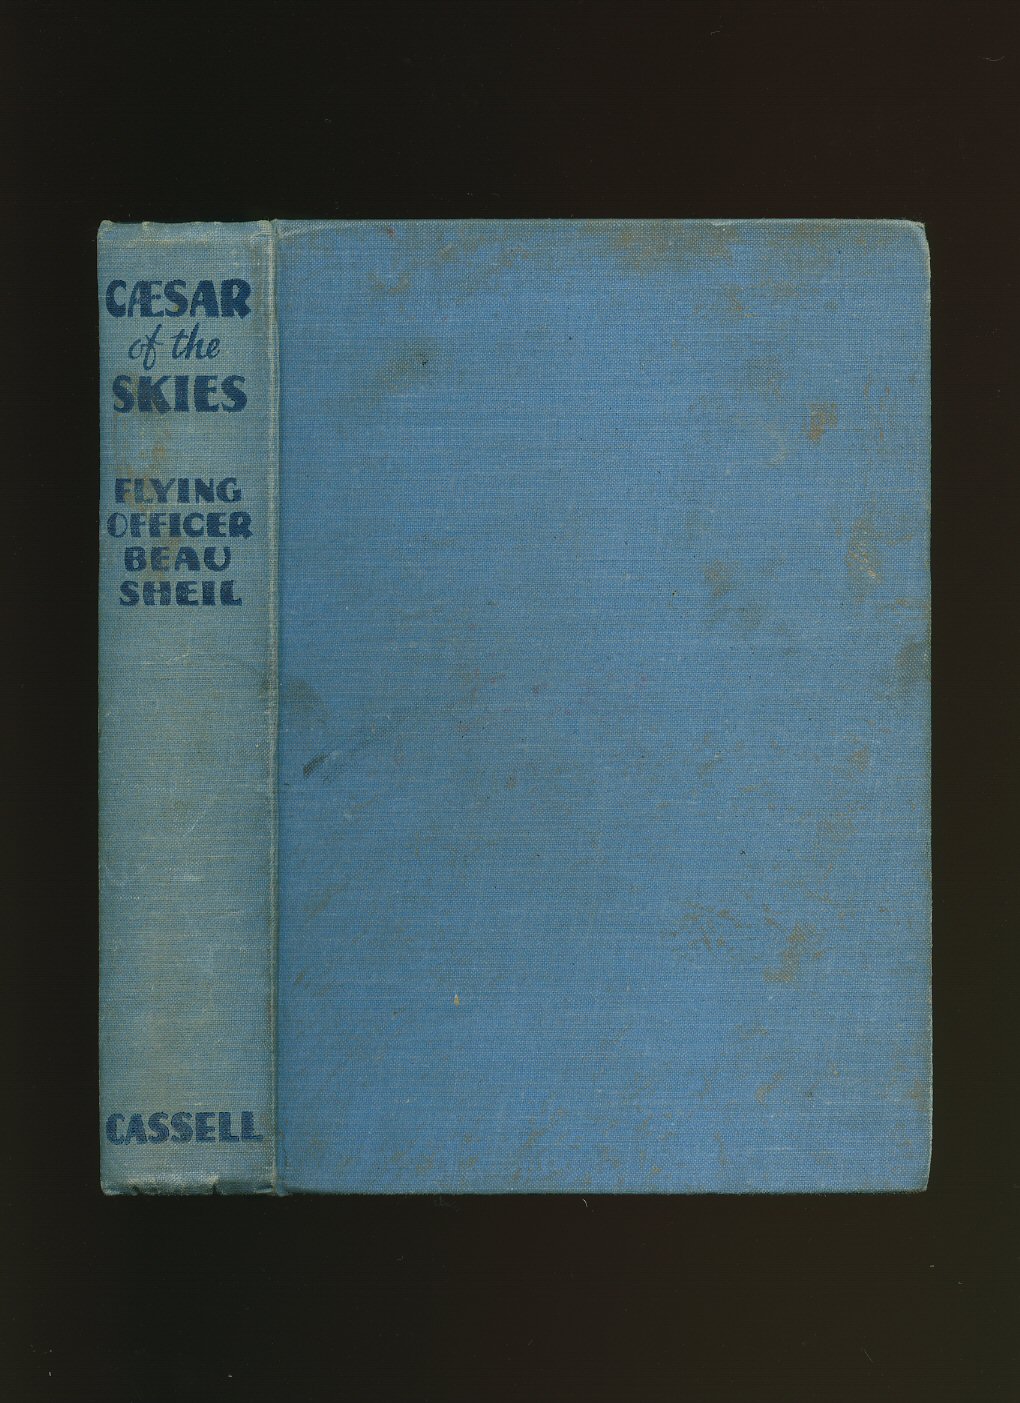 CÆSAR
of the
SKIES
FLYING
OFFICER
BEAU
SHEIL
CASSELL